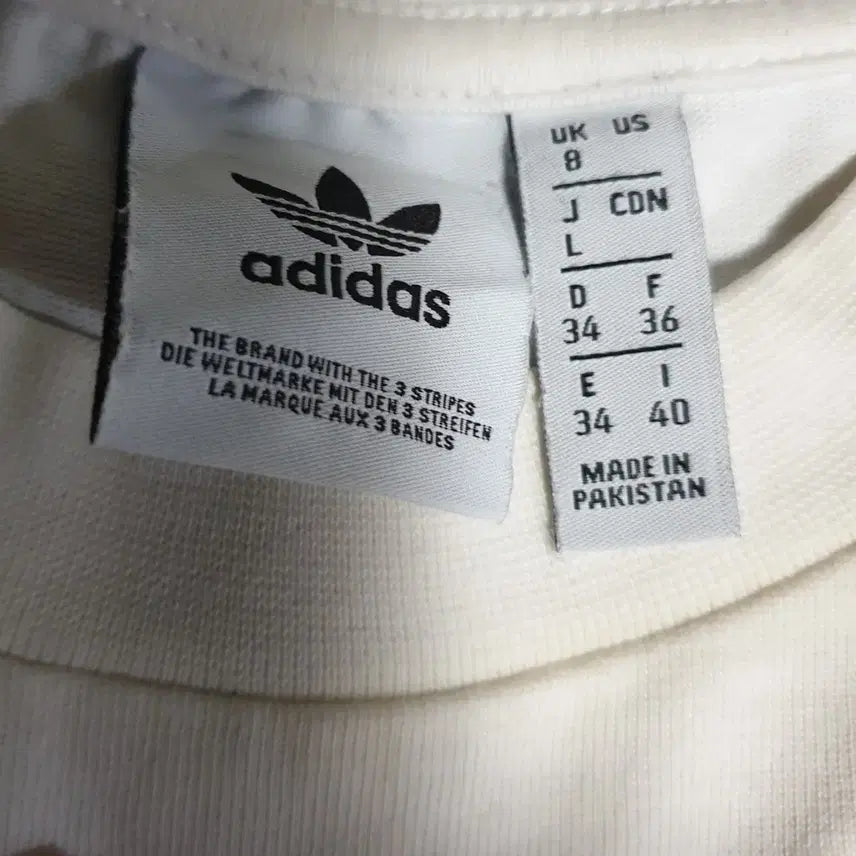 adidas
THE BRAND WITH THE 3 STRIPES
DIE WELTMARKE MIT DEN 3 STREIFEN
LA MARQUE AUX 3 BANDES
UK US
8
J CDN
L
D F
34 36
E I
34 40
MADE IN
PAKISTAN